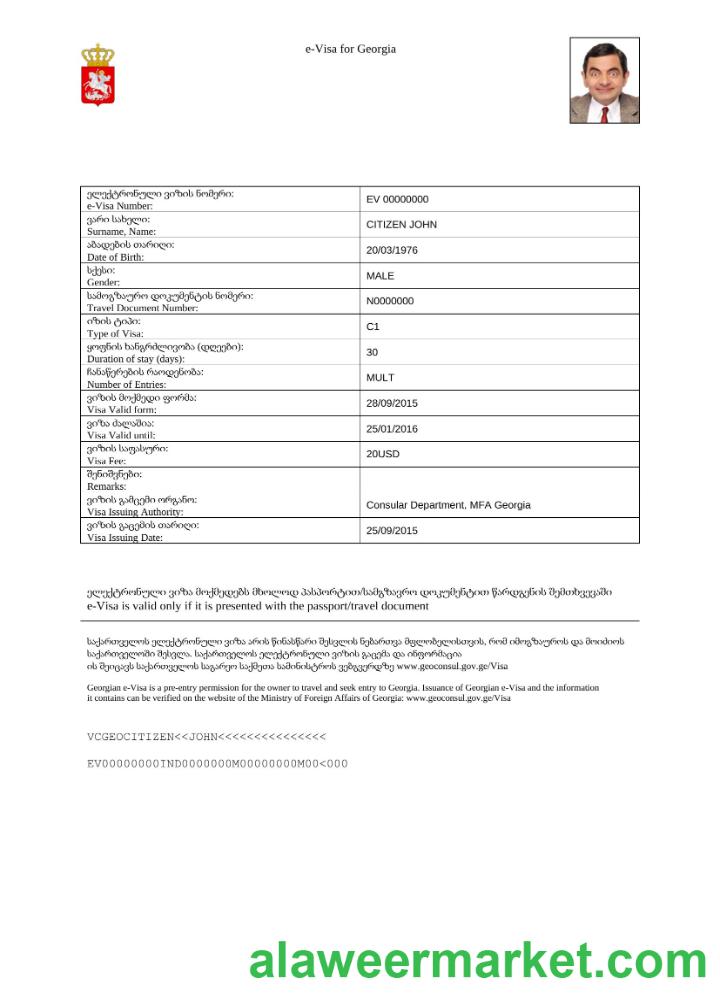 e-Visa for Georgia
ელექტრონული ვიზის ნომერი:
e-Visa Number:
EV 00000000
ვარი სახელი:
Surname, Name:
CITIZEN JOHN
აბადების თარიღი:
Date of Birth:
20/03/1976
სქესი:
Gender:
MALE
სამოგზაურო დოკუმენტის ნომერი:
Travel Document Number:
N0000000
იზის ტიპი:
Type of Visa:
C1
ყოფნის ხანგრძლივობა (დღეები):
Duration of stay (days):
30
ჩანაწერების რაოდენობა:
Number of Entries:
MULT
ვიზის მოქმედი ფორმა:
Visa Valid form:
28/09/2015
ვიზა ძალაშია:
Visa Valid until:
25/01/2016
ვიზის საფასური:
Visa Fee:
20USD
შენიშვნები:
Remarks:
ვიზის გამცემი ორგანო:
Visa Issuing Authority:
Consular Department, MFA Georgia
ვიზის გაცემის თარიღი:
Visa Issuing Date:
25/09/2015
ელექტრონული ვიზა მოქმედებს მხოლოდ პასპორტით/სამგზავრო დოკუმენტით წარდგენის შემთხვევაში
e-Visa is valid only if it is presented with the passport/travel document
საქართველოს ელექტრონული ვიზა არის წინასწარი შესვლის ნებართვა მფლობელისთვის, რომ იმოგზაუროს და მოიძიოს
საქართველოში შესვლა. საქართველოს ელექტრონული ვიზის გაცემა და ინფორმაცია
ის შეიცავს საქართველოს საგარეო საქმეთა სამინისტროს ვებგვერდზე www.geoconsul.gov.ge/Visa
Georgian e-Visa is a pre-entry permission for the owner to travel and seek entry to Georgia. Issuance of Georgian e-Visa and the information
it contains can be verified on the website of the Ministry of Foreign Affairs of Georgia: www.geoconsul.gov.ge/Visa
VCGEOCITIZEN<<JOHN<<<<<<<<<<<<<<<
EV00000000IND0000000M00000000M00<000
alaweermarket.com